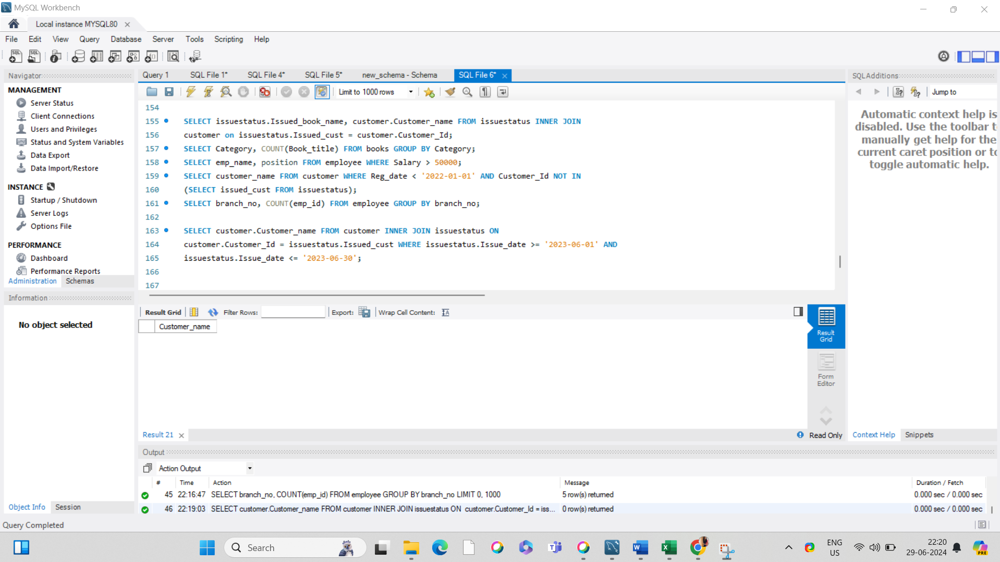 MySQL Workbench
Local instance MYSQL80
File Edit View Query Database Server Tools Scripting Help
Navigator
MANAGEMENT
Server Status
Client Connections
Users and Privileges
Status and System Variables
Data Export
Data Import/Restore
INSTANCE
Startup / Shutdown
Server Logs
Options File
PERFORMANCE
Dashboard
Performance Reports
Administration Schemas
Information
No object selected
Object Info Session
Query 1 SQL File 1* SQL File 4* SQL File 5* new_schema - Schema SQL File 6*
Limit to 1000 rows
154
155 SELECT issuestatus.Issued_book_name, customer.Customer_name FROM issuestatus INNER JOIN
156 customer on issuestatus.Issued_cust = customer.Customer_Id;
157 SELECT Category, COUNT(Book_title) FROM books GROUP BY Category;
158 SELECT emp_name, position FROM employee WHERE Salary > 50000;
159 SELECT customer_name FROM customer WHERE Reg_date < '2022-01-01' AND Customer_Id NOT IN
160 (SELECT issued_cust FROM issuestatus);
161 SELECT branch_no, COUNT(emp_id) FROM employee GROUP BY branch_no;
162
163 SELECT customer.Customer_name FROM customer INNER JOIN issuestatus ON
164 customer.Customer_Id = issuestatus.Issued_cust WHERE issuestatus.Issue_date >= '2023-06-01' AND
165 issuestatus.Issue_date <= '2023-06-30';
166
167
Result Grid Filter Rows: Export: Wrap Cell Content:
Customer_name
Result Grid
Form Editor
Result 21 Read Only
SQLAdditions
Jump to
Automatic context help is
disabled. Use the toolbar t
manually get help for the
current caret position or to
toggle automatic help.
Context Help Snippets
Output
Action Output
# Time Action Message Duration / Fetch
45 22:16:47 SELECT branch_no, COUNT(emp_id) FROM employee GROUP BY branch_no LIMIT 0, 1000 5 row(s) returned 0.000 sec / 0.000 sec
46 22:19:03 SELECT customer.Customer_name FROM customer INNER JOIN issuestatus ON customer.Customer_Id = iss... 0 row(s) returned 0.000 sec / 0.000 sec
Query Completed
Search
ENG
US
22:20
29-06-2024
PRE